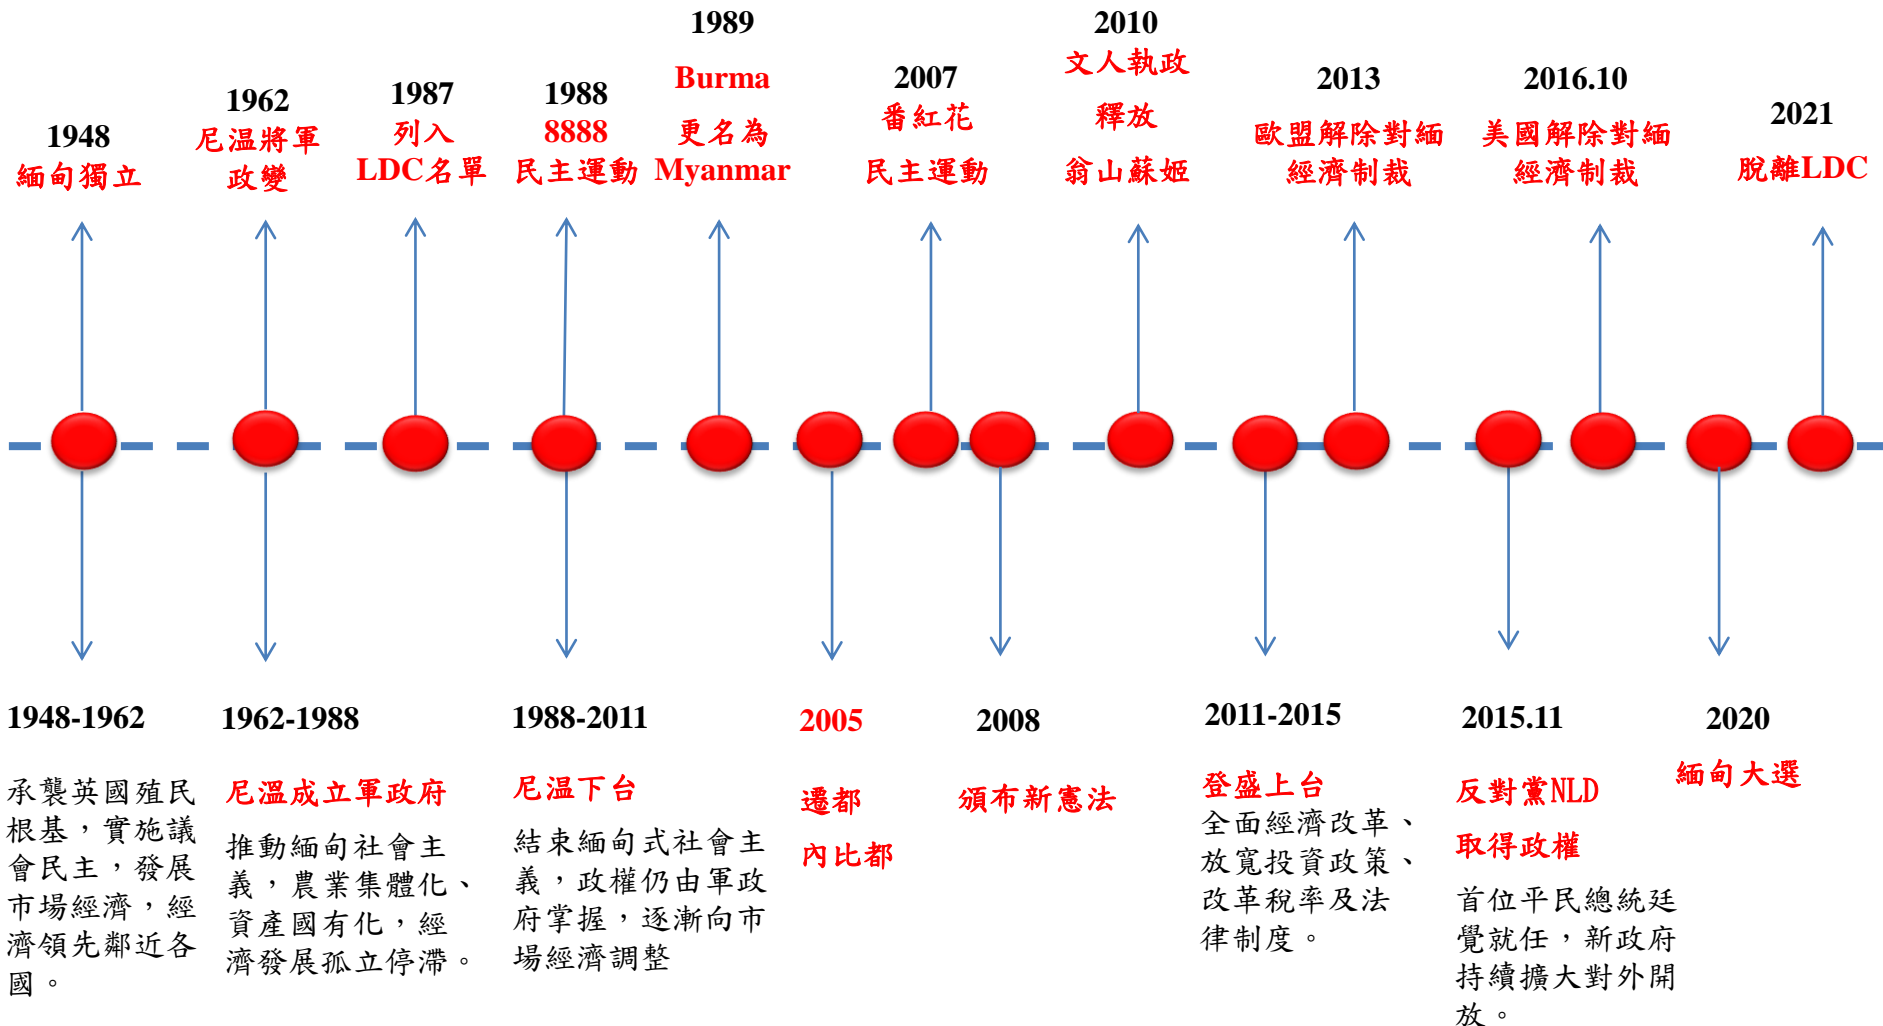 1948
緬甸獨立
1962
尼温將軍
政變
1987
列入
LDC名單
1988
8888
民主運動
1989
Burma
更名為
Myanmar
2007
番紅花
民主運動
2010
文人執政
釋放
翁山蘇姬
2013
歐盟解除對緬
經濟制裁
2016.10
美國解除對緬
經濟制裁
2021
脫離LDC
1948-1962
承襲英國殖民
根基，實施議
會民主，發展
市場經濟，經
濟領先鄰近各
國。
1962-1988
尼溫成立軍政府
推動緬甸社會主
義，農業集體化、
資產國有化，經
濟發展孤立停滯。
1988-2011
尼温下台
結束緬甸式社會主
義，政權仍由軍政
府掌握，逐漸向市
場經濟調整
2005
遷都
內比都
2008
頒布新憲法
2011-2015
登盛上台
全面經濟改革、
放寬投資政策、
改革稅率及法
律制度。
2015.11
反對黨NLD
取得政權
首位平民總統廷
覺就任，新政府
持續擴大對外開
放。
2020
緬甸大選